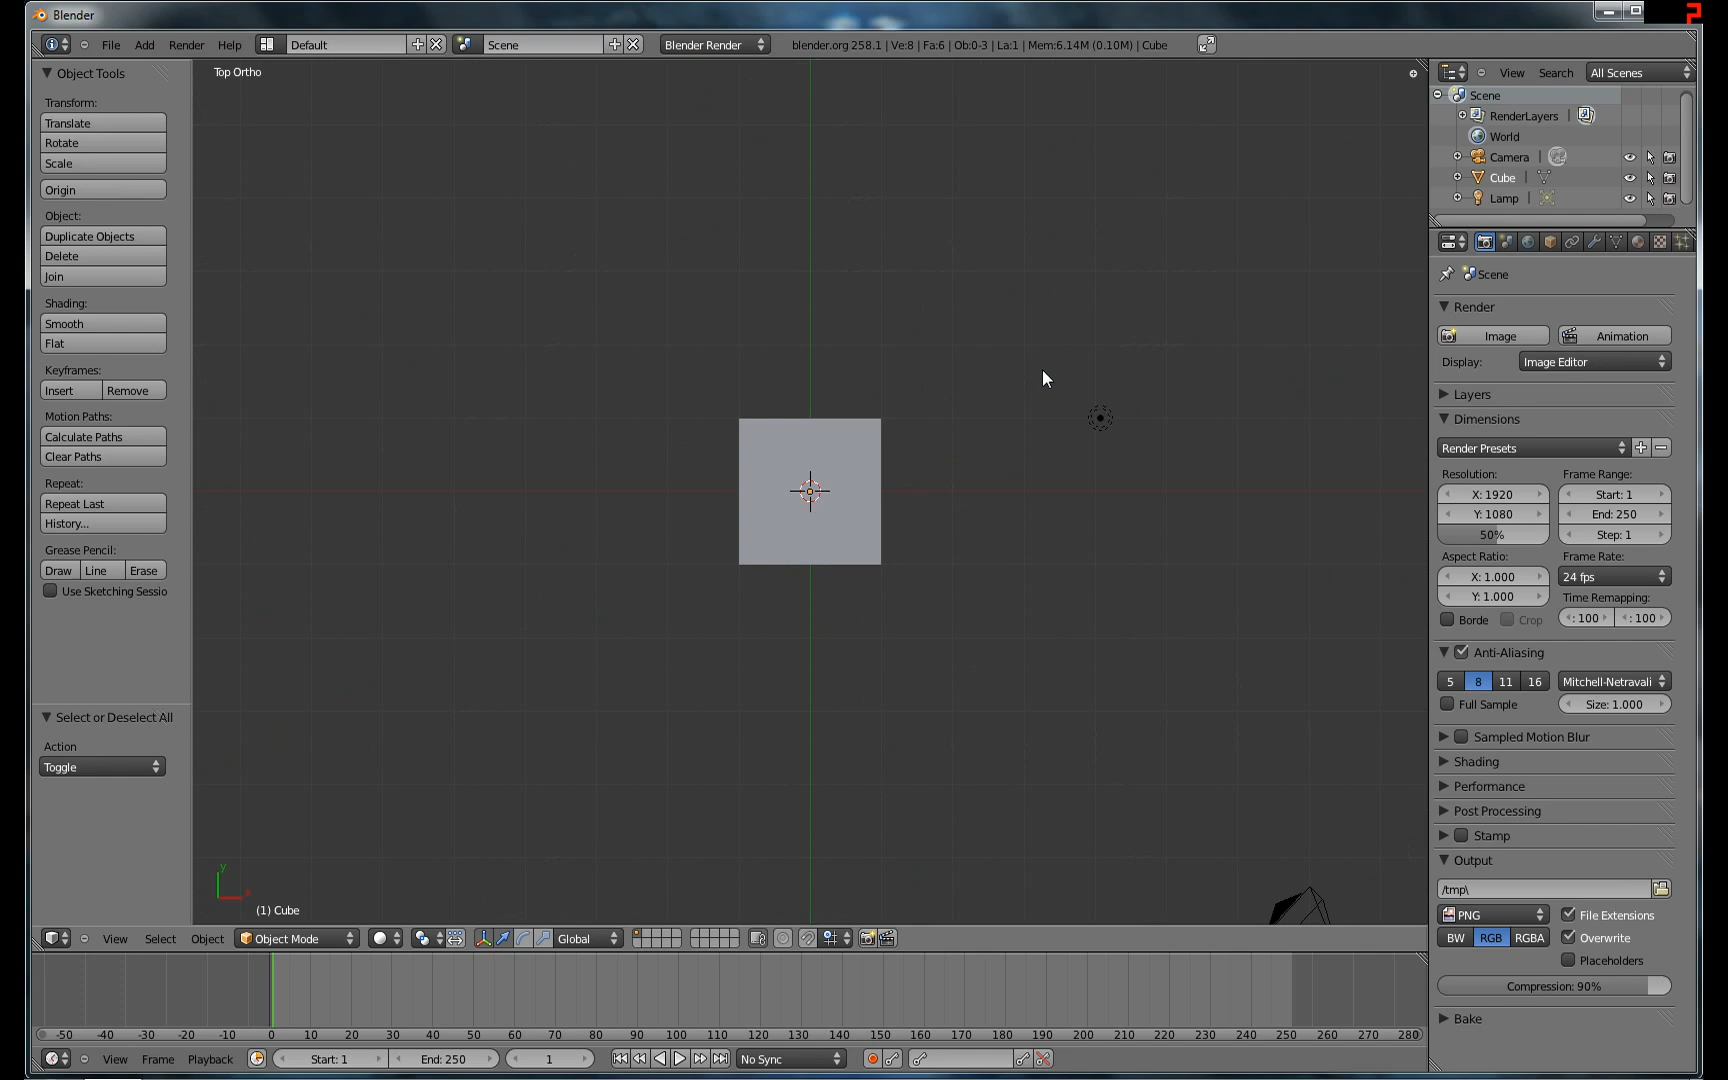 Blender
File Add Render Help Default Scene Blender Render blender.org 258.1 | Ve:8 | Fa:6 | Ob:0-3 | La:1 | Mem:6.14M (0.10M) | Cube
Object Tools
Transform:
Translate
Rotate
Scale
Origin
Object:
Duplicate Objects
Delete
Join
Shading:
Smooth
Flat
Keyframes:
Insert Remove
Motion Paths:
Calculate Paths
Clear Paths
Repeat:
Repeat Last
History...
Grease Pencil:
Draw Line Erase
Use Sketching Sessio
Select or Deselect All
Action
Toggle
Top Ortho
y
x
(1) Cube
View Select Object Object Mode Global
-50 -40 -30 -20 -10 0 10 20 30 40 50 60 70 80 90 100 110 120 130 140 150 160 170 180 190 200 210 220 230 240 250 260 270 280
View Frame Playback Start: 1 End: 250 1 No Sync
View Search All Scenes
Scene
RenderLayers |
World
Camera |
Cube |
Lamp |
Scene
Render
Image Animation
Display: Image Editor
Layers
Dimensions
Render Presets
Resolution: Frame Range:
X: 1920 Start: 1
Y: 1080 End: 250
50% Step: 1
Aspect Ratio: Frame Rate:
X: 1.000 24 fps
Y: 1.000 Time Remapping:
Borde Crop : 100 : 100
Anti-Aliasing
5 8 11 16 Mitchell-Netravali
Full Sample Size: 1.000
Sampled Motion Blur
Shading
Performance
Post Processing
Stamp
Output
/tmp\
PNG File Extensions
BW RGB RGBA Overwrite
Placeholders
Compression: 90%
Bake